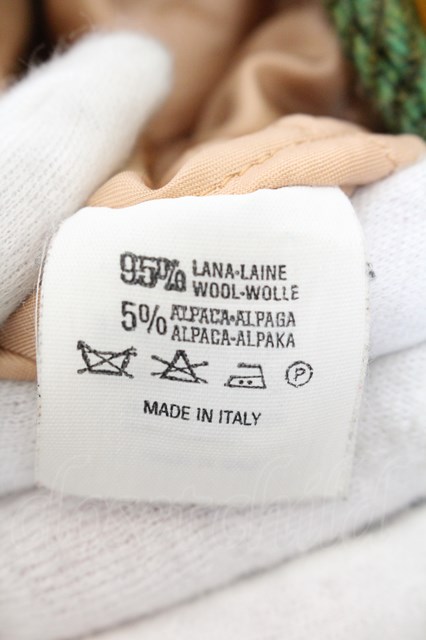 95% LANA-LAINE
WOOL-WOLLE
5% ALPACA-ALPAGA
ALPACA-ALPAKA
P
MADE IN ITALY